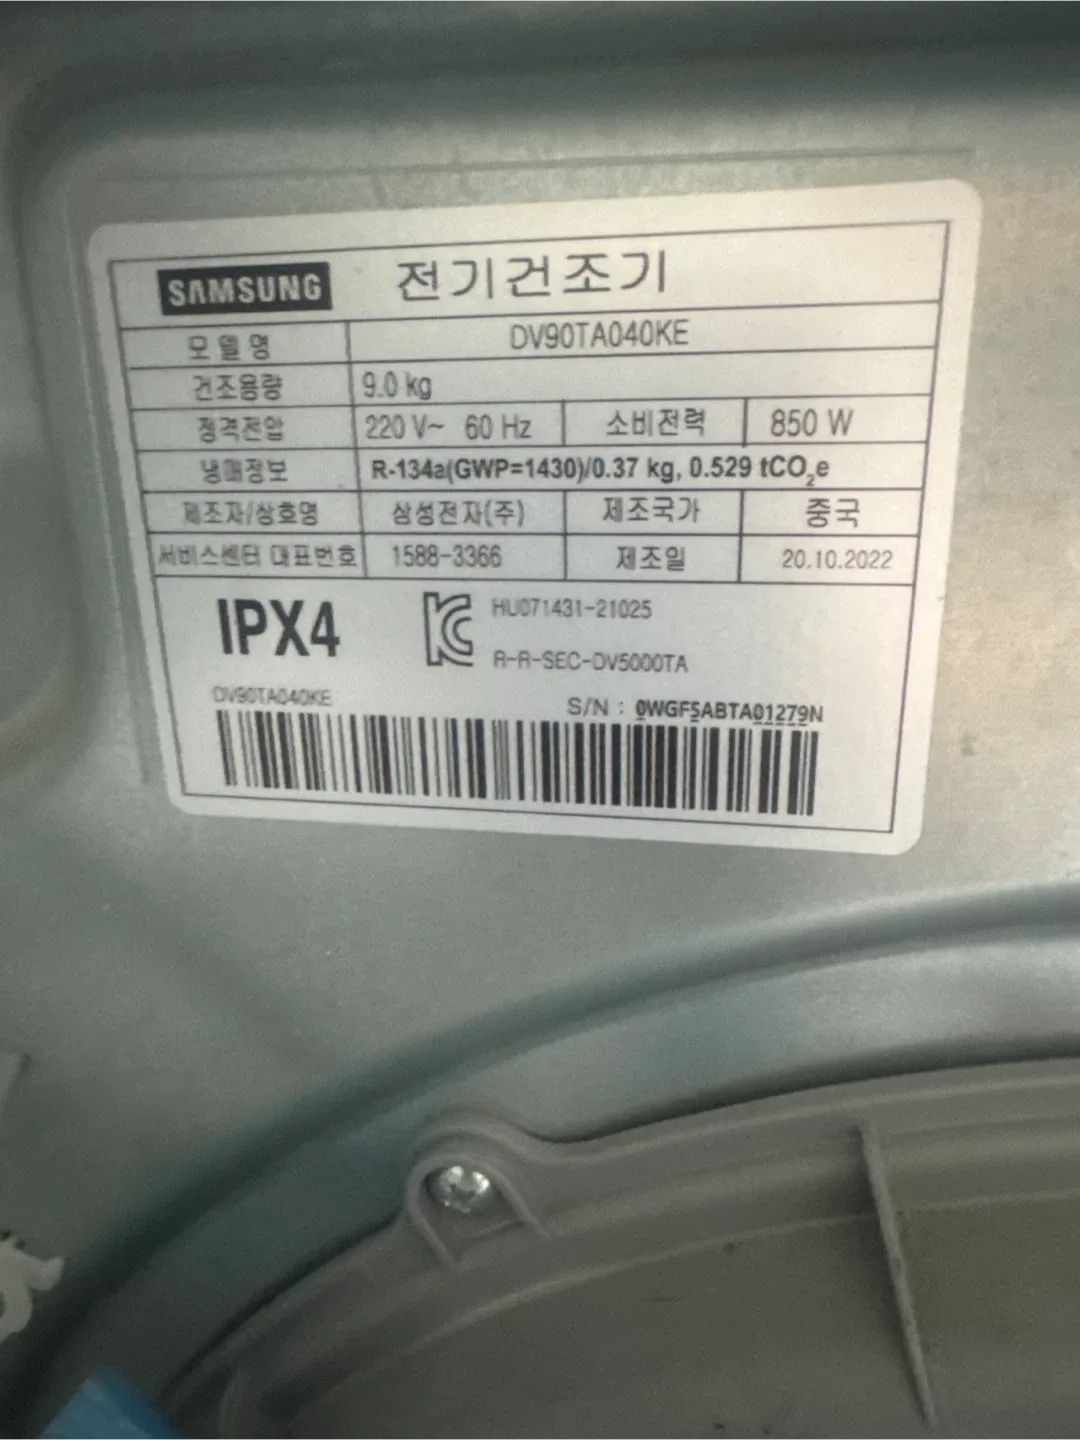 SAMSUNG 전기건조기
모델명 DV90TA040KE
건조용량 9.0 kg
정격전압 220 V~ 60 Hz 소비전력 850 W
냉매정보 R-134a(GWP=1430)/0.37 kg, 0.529 tCO₂e
제조자/상호명 삼성전자(주) 제조국가 중국
서비스센터 대표번호 1588-3366 제조일 20.10.2022
IPX4 HU071431-21025
R-R-SEC-DV5000TA
DV90TA040KE S/N : 0WGF5ABTA01279N